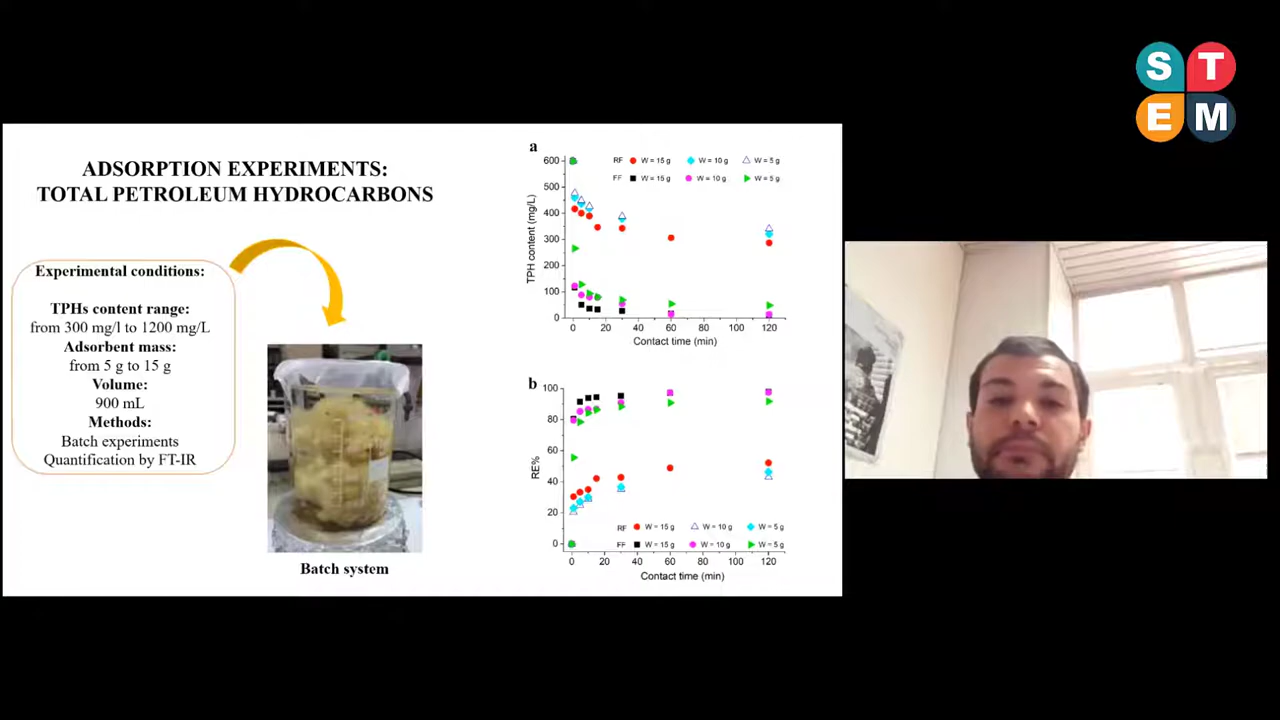 S T
E M
ADSORPTION EXPERIMENTS:
TOTAL PETROLEUM HYDROCARBONS
Experimental conditions:
TPHs content range:
from 300 mg/l to 1200 mg/L
Adsorbent mass:
from 5 g to 15 g
Volume:
900 mL
Methods:
Batch experiments
Quantification by FT-IR
Batch system
a
RF W = 15 g W = 10 g W = 5 g
FF W = 15 g W = 10 g W = 5 g
TPH content (mg/L)
600
500
400
300
200
100
0
0 20 40 60 80 100 120
Contact time (min)
b
RE%
100
80
60
40
20
0
RF W = 15 g W = 10 g W = 5 g
FF W = 15 g W = 10 g W = 5 g
0 20 40 60 80 100 120
Contact time (min)